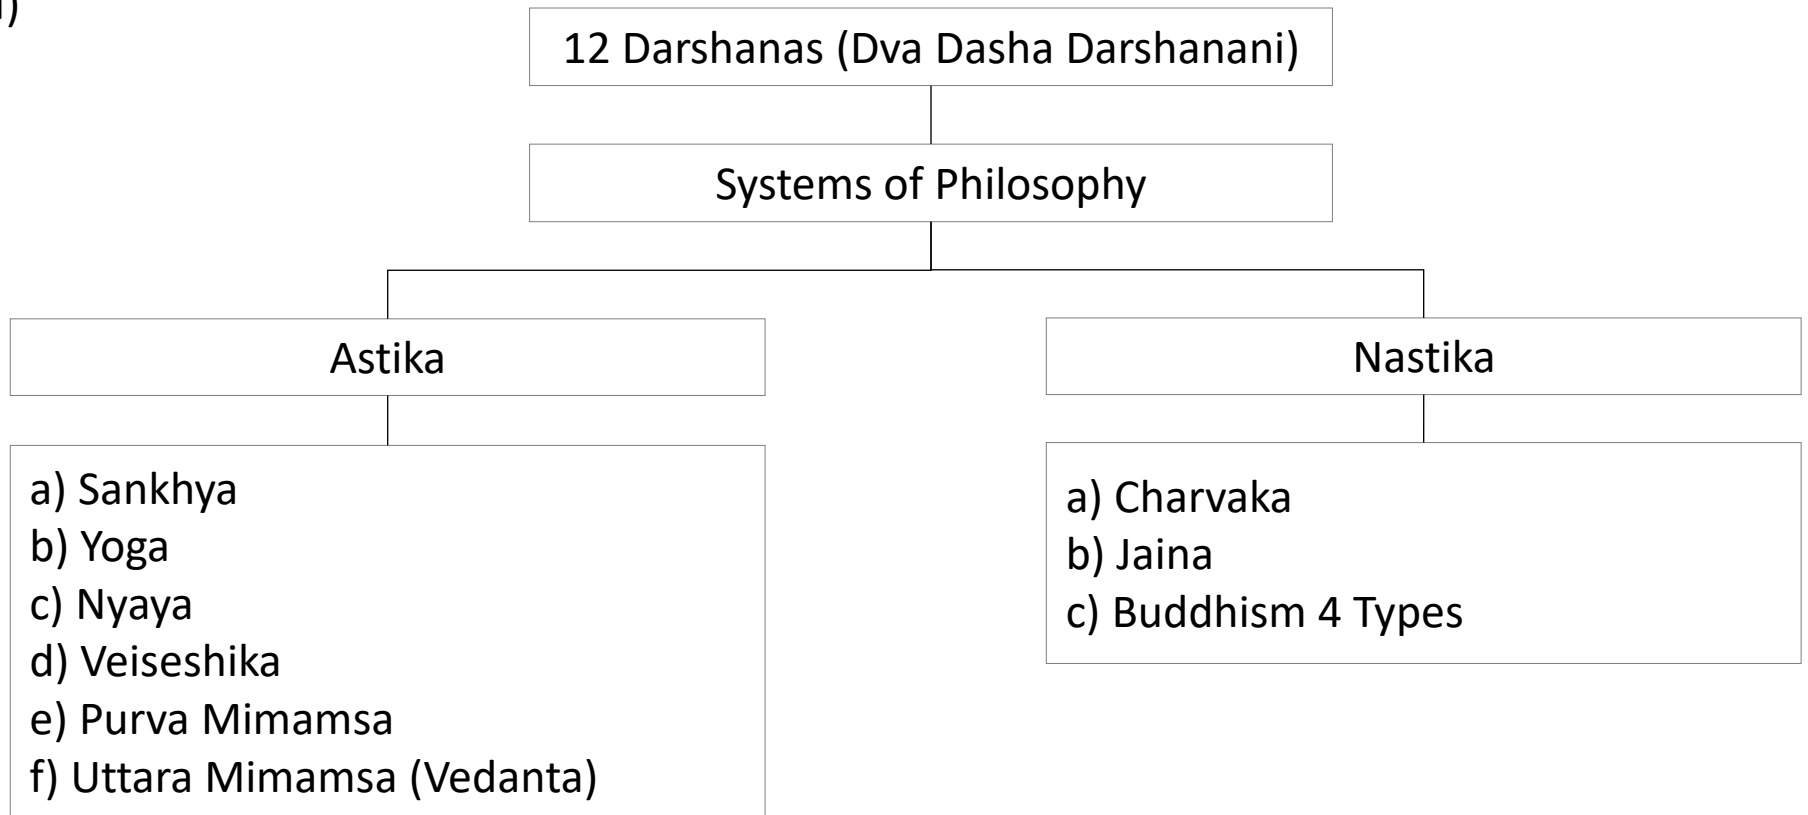 12 Darshanas (Dva Dasha Darshanani)
Systems of Philosophy
Astika
Nastika
a) Sankhya
b) Yoga
c) Nyaya
d) Veiseshika
e) Purva Mimamsa
f) Uttara Mimamsa (Vedanta)
a) Charvaka
b) Jaina
c) Buddhism 4 Types